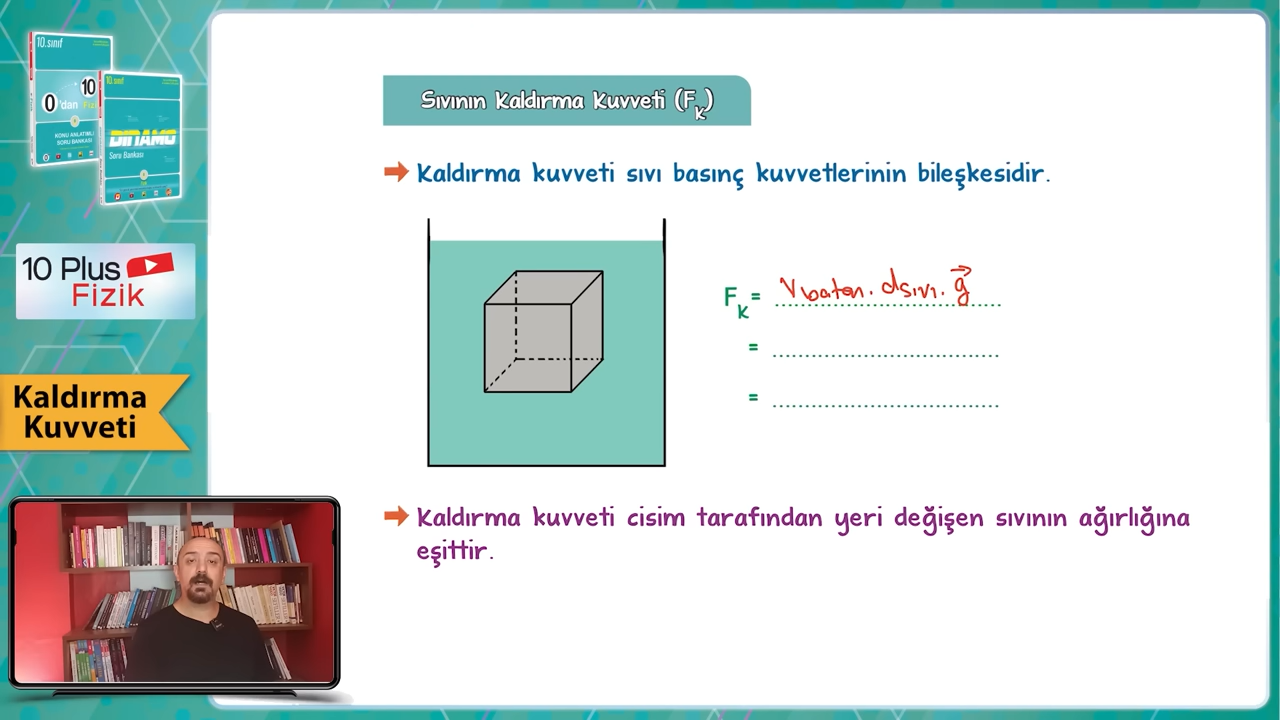 10.sınıf
0'dan 10
KONU ANLATIMLI
SORU BANKASI
10.sınıf
DİNAMO
Soru Bankası
10 Plus
Fizik
Kaldırma
Kuvveti
Sıvının Kaldırma Kuvveti (F_K)
Kaldırma kuvveti sıvı basınç kuvvetlerinin bileşkesidir.
F_K = Vbatan . dsıvı . g
=
=
Kaldırma kuvveti cisim tarafından yeri değişen sıvının ağırlığına
eşittir.